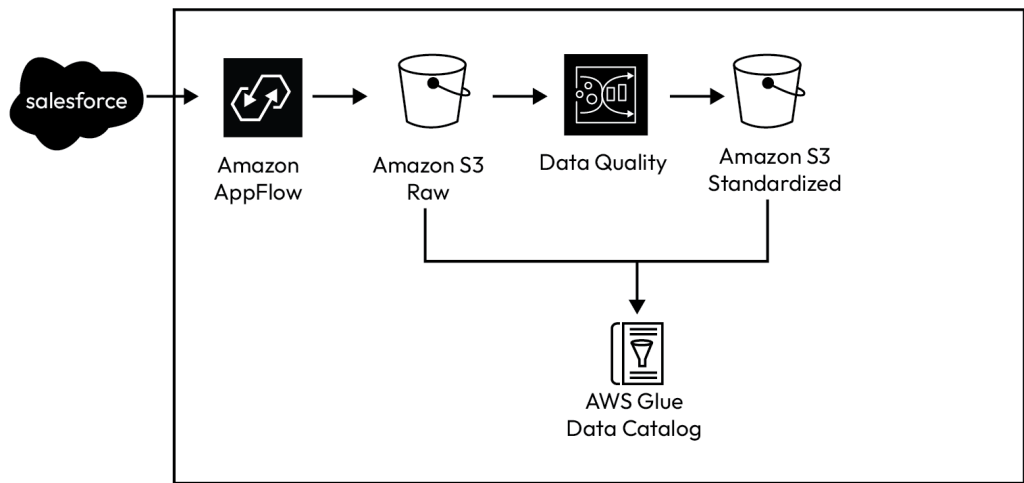 salesforce
Amazon
AppFlow
Amazon S3
Raw
Data Quality
Amazon S3
Standardized
AWS Glue
Data Catalog